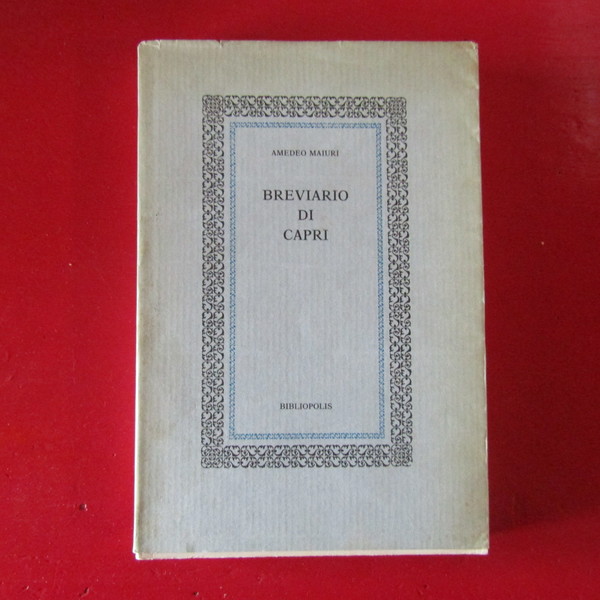 AMEDEO MAIURI
BREVIARIO
DI
CAPRI
BIBLIOPOLIS